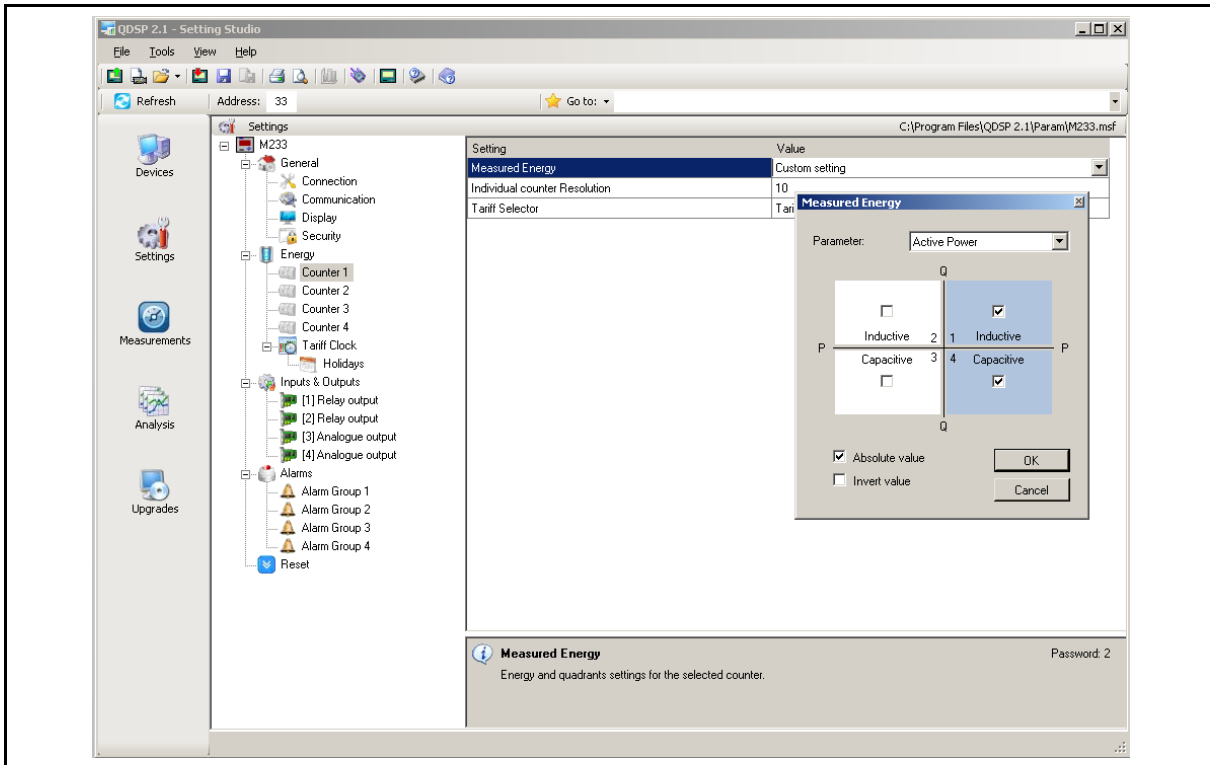 QDSP 2.1 - Setting Studio
File Tools View Help
Refresh Address: 33 Go to:
Settings C:\Program Files\QDSP 2.1\Param\M233.msf
Devices
Settings
Measurements
Analysis
Upgrades
M233
General
Connection
Communication
Display
Security
Energy
Counter 1
Counter 2
Counter 3
Counter 4
Tariff Clock
Holidays
Inputs & Outputs
[1] Relay output
[2] Relay output
[3] Analogue output
[4] Analogue output
Alarms
Alarm Group 1
Alarm Group 2
Alarm Group 3
Alarm Group 4
Reset
Setting Value
Measured Energy Custom setting
Individual counter Resolution 10
Tariff Selector Tari
Measured Energy
Parameter: Active Power
Q
Inductive 2 1 Inductive
P P
Capacitive 3 4 Capacitive
Q
Absolute value
Invert value
OK
Cancel
Measured Energy Password: 2
Energy and quadrants settings for the selected counter.